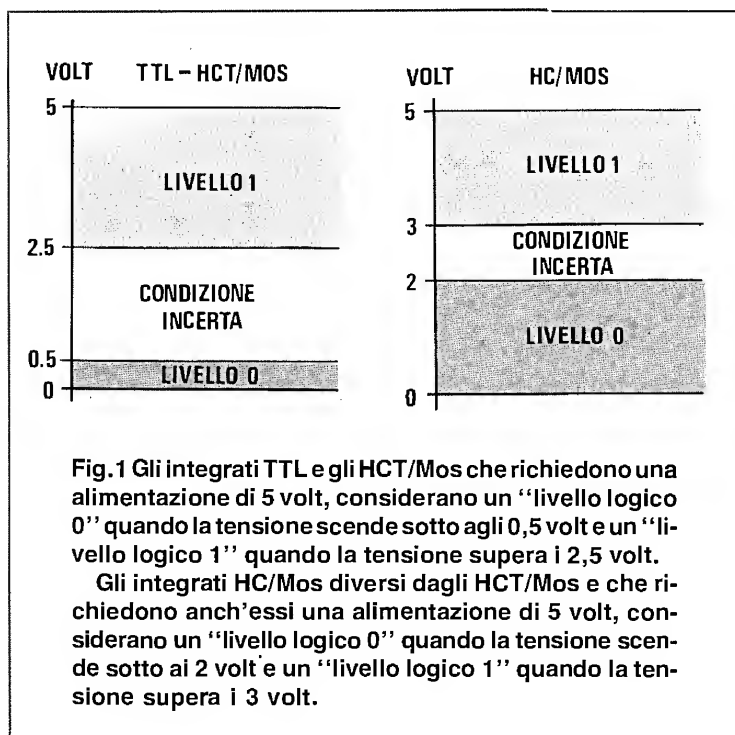 VOLT TTL – HCT/MOS
5
LIVELLO 1
2.5
CONDIZIONE
INCERTA
0.5
LIVELLO 0
0
VOLT HC/MOS
5
LIVELLO 1
3
CONDIZIONE
INCERTA
2
LIVELLO 0
0
Fig.1 Gli integrati TTL e gli HCT/Mos che richiedono una
alimentazione di 5 volt, considerano un “livello logico
0’’ quando la tensione scende sotto agli 0,5 volt e un “li-
vello logico 1’’ quando la tensione supera i 2,5 volt.
Gli integrati HC/Mos diversi dagli HCT/Mos e che ri-
chiedono anch’essi una alimentazione di 5 volt, con-
siderano un “livello logico 0’’ quando la tensione scen-
de sotto ai 2 volt e un “livello logico 1’’ quando la ten-
sione supera i 3 volt.